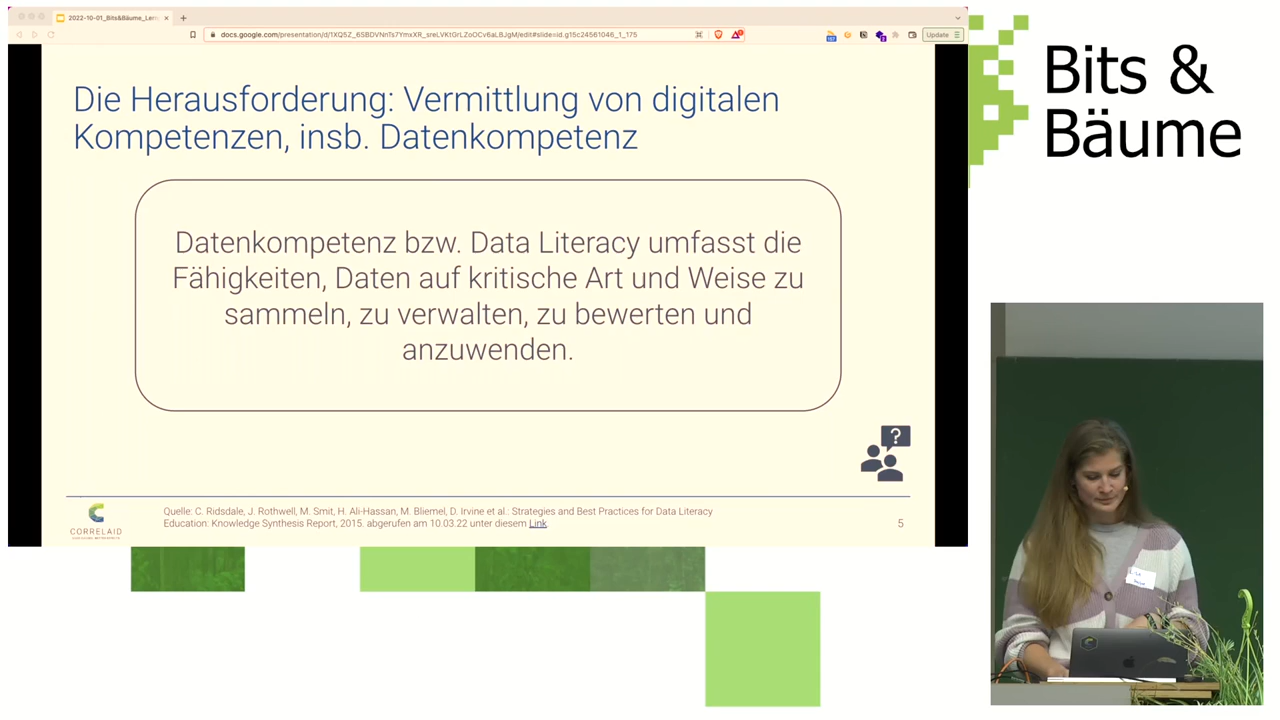 2022-10-01_Bits&Bäume_Lern
docs.google.com/presentation/d/1XQ5Z_6SBDVNnTs7YmxXR_sreLVKtGrLZoOCv6aLBJgM/edit#slide=id.g15c24561046_1_175
Update
Bits &
Bäume
Die Herausforderung: Vermittlung von digitalen
Kompetenzen, insb. Datenkompetenz
Datenkompetenz bzw. Data Literacy umfasst die
Fähigkeiten, Daten auf kritische Art und Weise zu
sammeln, zu verwalten, zu bewerten und
anzuwenden.
?
CORRELAID
Quelle: C. Ridsdale, J. Rothwell, M. Smit, H. Ali-Hassan, M. Bliemel, D. Irvine et al.: Strategies and Best Practices for Data Literacy
Education: Knowledge Synthesis Report, 2015. abgerufen am 10.03.22 unter diesem Link.
5